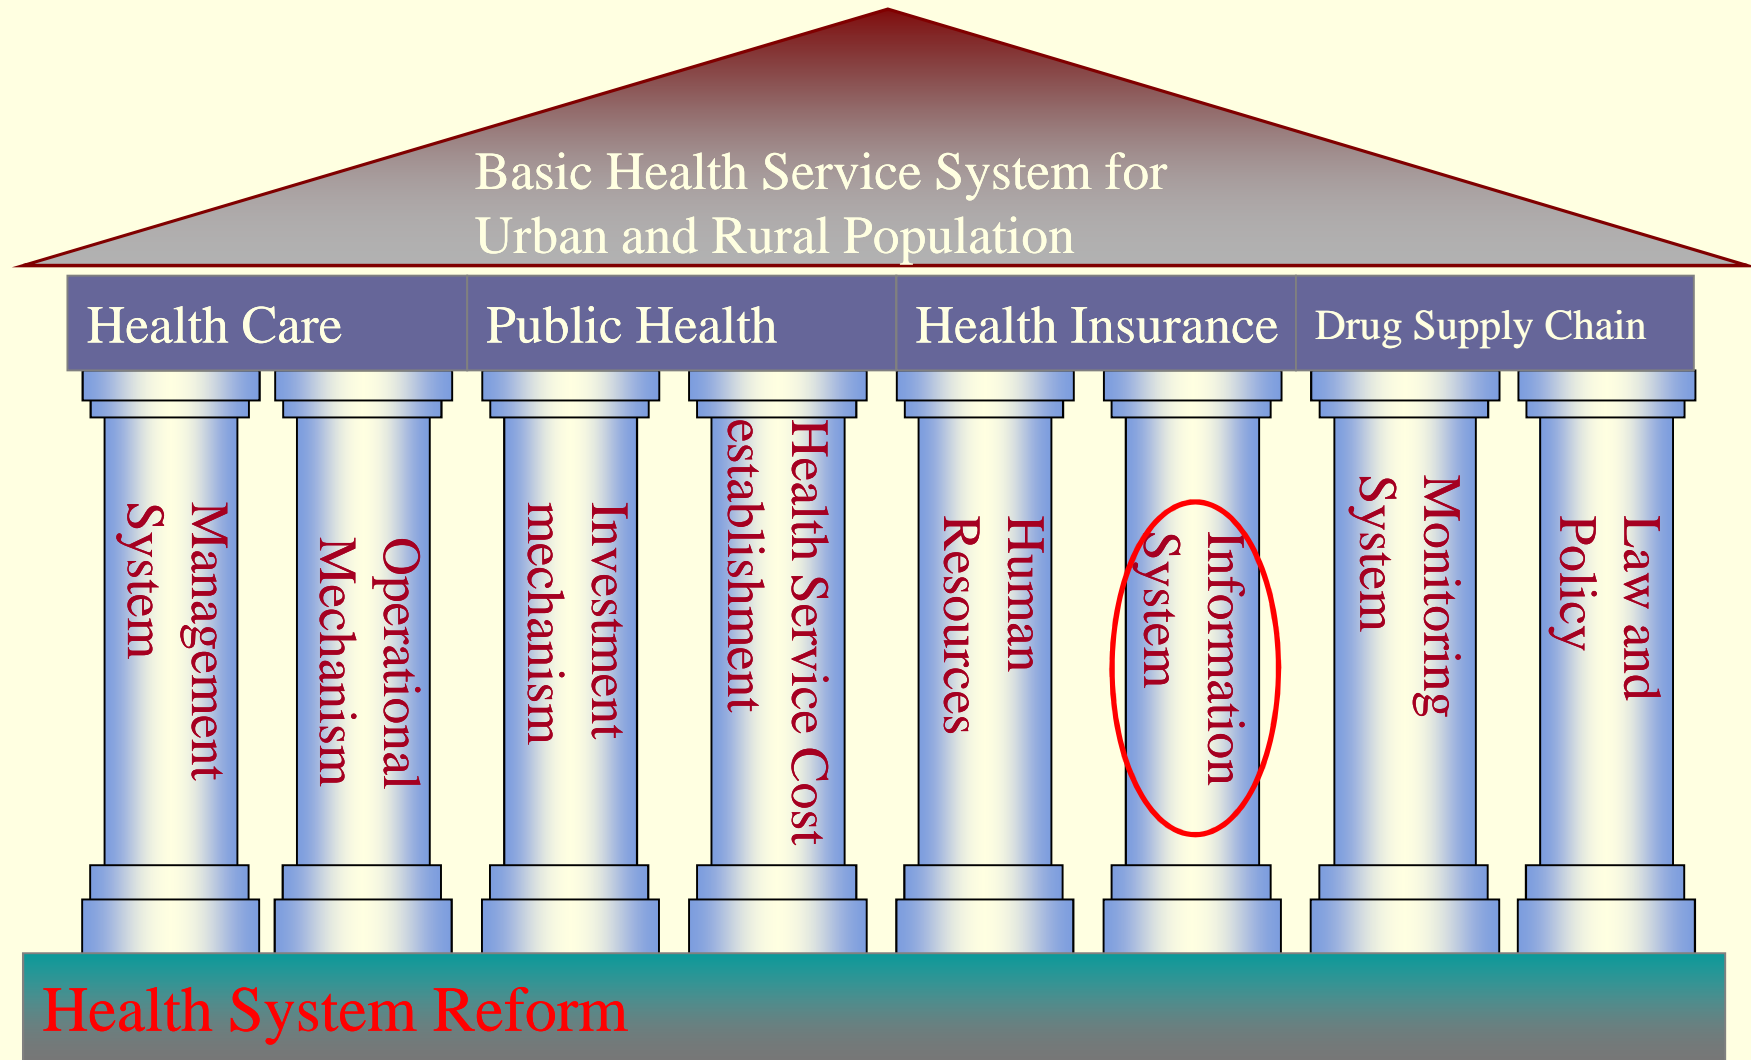 Basic Health Service System for
Urban and Rural Population
Health Care
Public Health
Health Insurance
Drug Supply Chain
Management
System
Operational
Mechanism
Investment
mechanism
Health Service Cost
establishment
Human
Resources
Information
System
Monitoring
System
Law and
Policy
Health System Reform